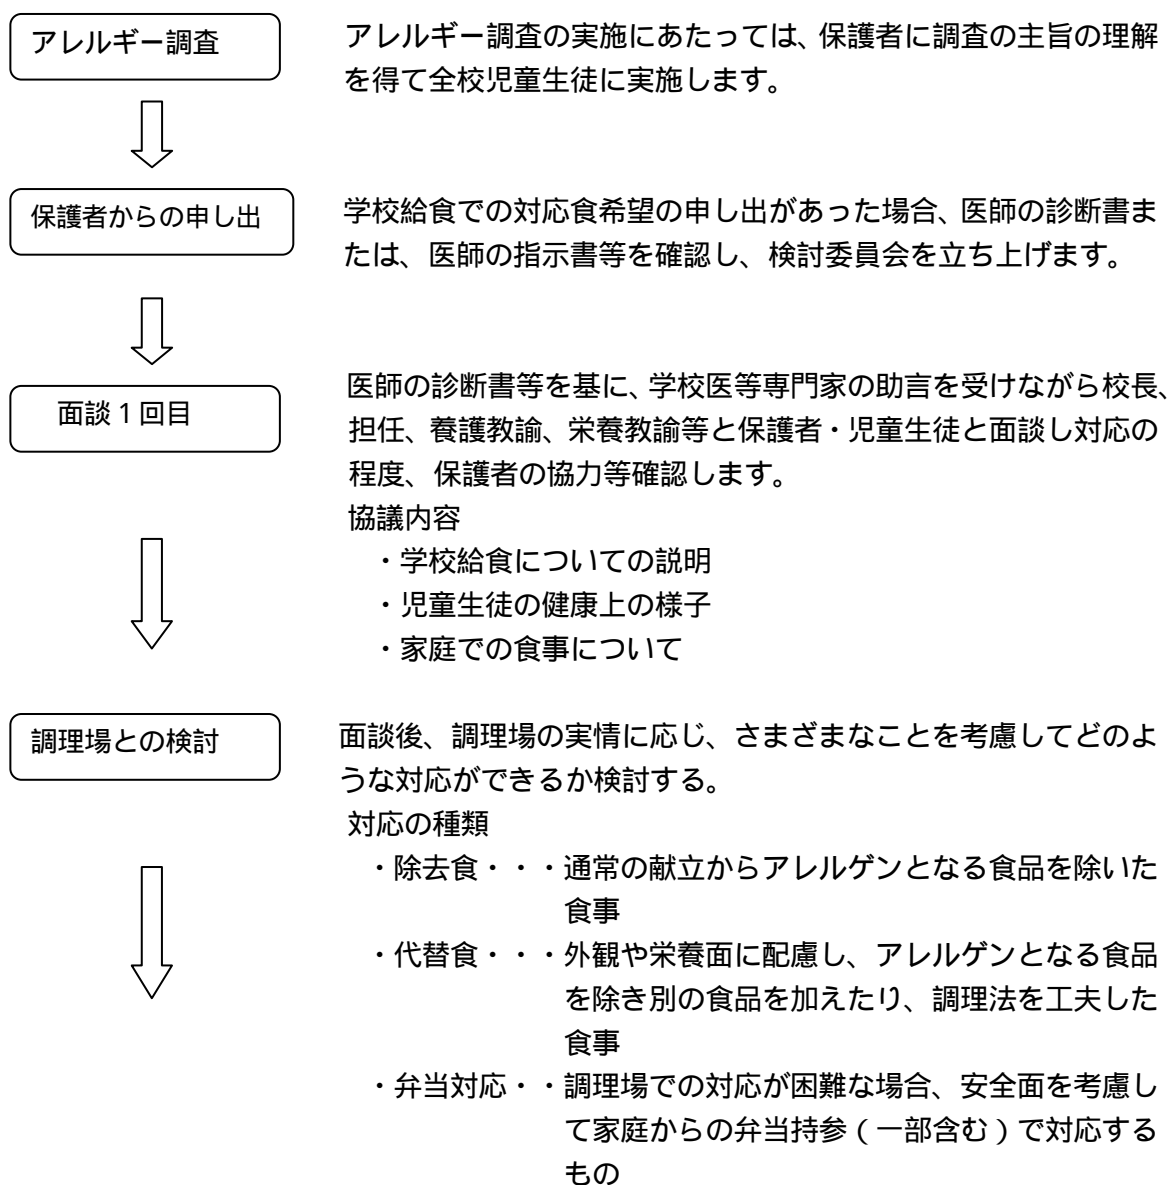 アレルギー調査
アレルギー調査の実施にあたっては、保護者に調査の主旨の理解
を得て全校児童生徒に実施します。
保護者からの申し出
学校給食での対応食希望の申し出があった場合、医師の診断書ま
たは、医師の指示書等を確認し、検討委員会を立ち上げます。
面談1回目
医師の診断書等を基に、学校医等専門家の助言を受けながら校長、
担任、養護教諭、栄養教諭等と保護者・児童生徒と面談し対応の
程度、保護者の協力等確認します。
協議内容
・学校給食についての説明
・児童生徒の健康上の様子
・家庭での食事について
調理場との検討
面談後、調理場の実情に応じ、さまざまなことを考慮してどのよ
うな対応ができるか検討する。
対応の種類
・除去食・・・通常の献立からアレルゲンとなる食品を除いた
食事
・代替食・・・外観や栄養面に配慮し、アレルゲンとなる食品
を除き別の食品を加えたり、調理法を工夫した
食事
・弁当対応・・調理場での対応が困難な場合、安全面を考慮し
て家庭からの弁当持参(一部含む)で対応する
もの